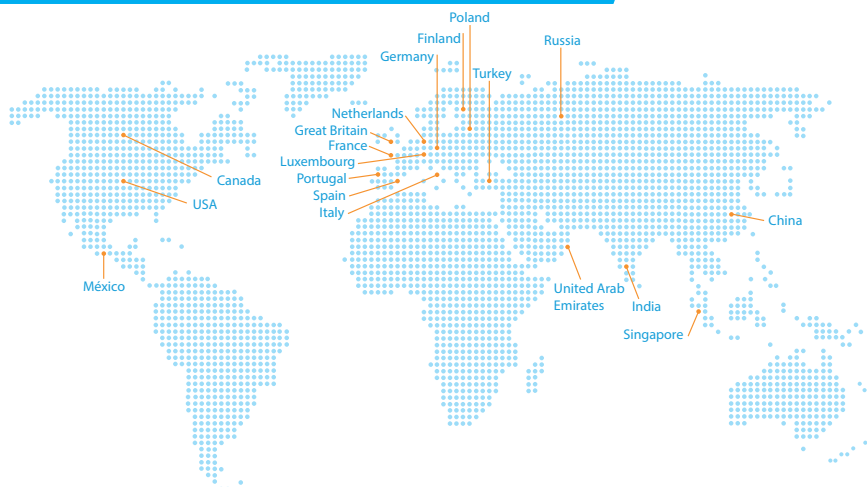 Poland
Finland
Russia
Germany
Turkey
Netherlands
Great Britain
France
Luxembourg
Portugal
Spain
Italy
Canada
USA
México
China
United Arab
Emirates
India
Singapore